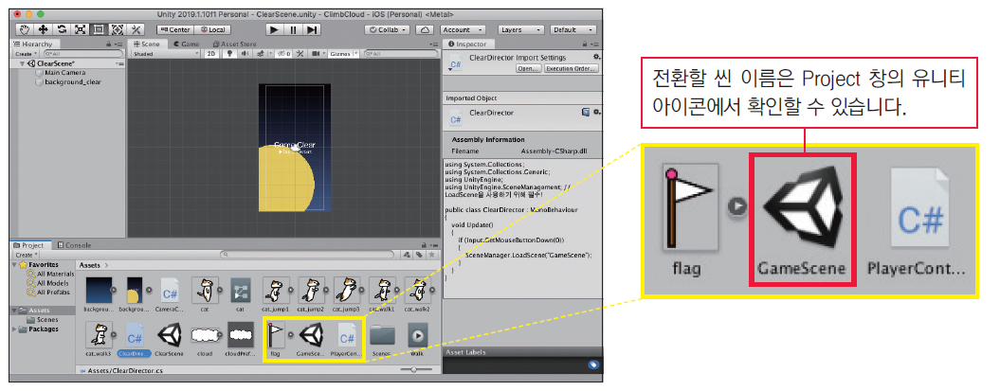 Unity 2019.1.10f1 Personal - ClearScene.unity - ClimbCloud - iOS (Personal) <Metal>
Center
Local
Collab
Account
Layers
Default
Hierarchy
Create
All
ClearScene*
Main Camera
background_clear
Scene
Game
Asset Store
Shaded
2D
0
Gizmos
All
Game Clear
Inspector
ClearDirector Import Settings
Open...
Execution Order...
Imported Object
ClearDirector
Assembly Information
Filename
Assembly-CSharp.dll
using System.Collections;
using System.Collections.Generic;
using UnityEngine;
using UnityEngine.SceneManagement; //
LoadScene을 사용하기 위해 필수!
public class ClearDirector : MonoBehaviour
{
void Update()
{
if (Input.GetMouseButtonDown(0))
{
SceneManager.LoadScene("GameScene");
}
}
}
Asset Labels
Project
Console
Create
Favorites
All Materials
All Models
All Prefabs
Assets
Scenes
Packages
Assets
backgrou...
backgrou...
CameraC...
cat
cat
cat_jump1
cat_jump2
cat_jump3
cat_walk1
cat_walk2
cat_walk3
ClearDire...
ClearScene
cloud
cloudPref...
flag
GameSce...
PlayerCont...
Scenes
Walk
Assets/ClearDirector.cs
전환할 씬 이름은 Project 창의 유니티
아이콘에서 확인할 수 있습니다.
C#
flag
GameScene
PlayerCont...